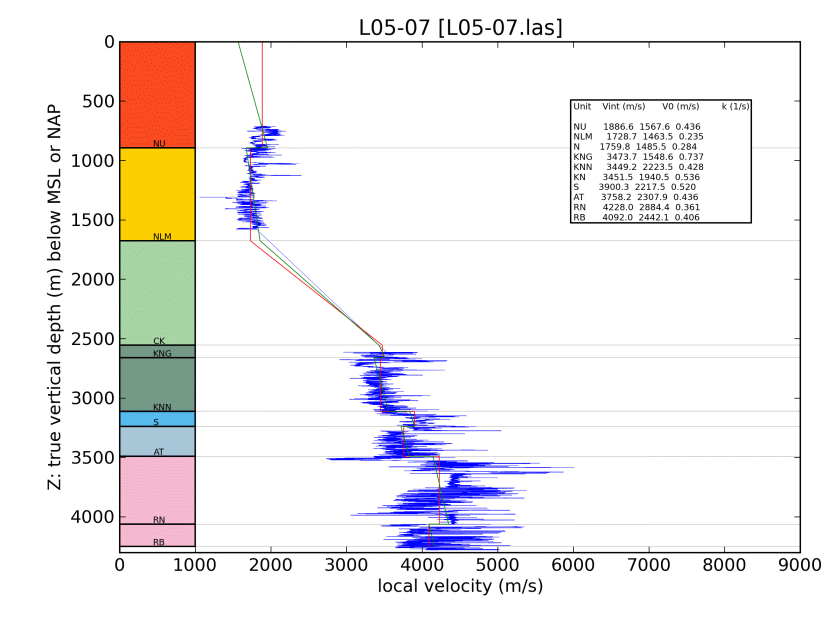 L05-07 [L05-07.las]
Z: true vertical depth (m) below MSL or NAP
0
500
1000
1500
2000
2500
3000
3500
4000
NU
NLM
CK
KNG
KNN
S
AT
RN
RB
Unit Vint (m/s) V0 (m/s) k (1/s)
NU 1886.6 1567.6 0.436
NLM 1728.7 1463.5 0.235
N 1759.8 1485.5 0.284
KNG 3473.7 1548.6 0.737
KNN 3449.2 2223.5 0.428
KN 3451.5 1940.5 0.536
S 3900.3 2217.5 0.520
AT 3758.2 2307.9 0.436
RN 4228.0 2884.4 0.361
RB 4092.0 2442.1 0.406
0 1000 2000 3000 4000 5000 6000 7000 8000 9000
local velocity (m/s)